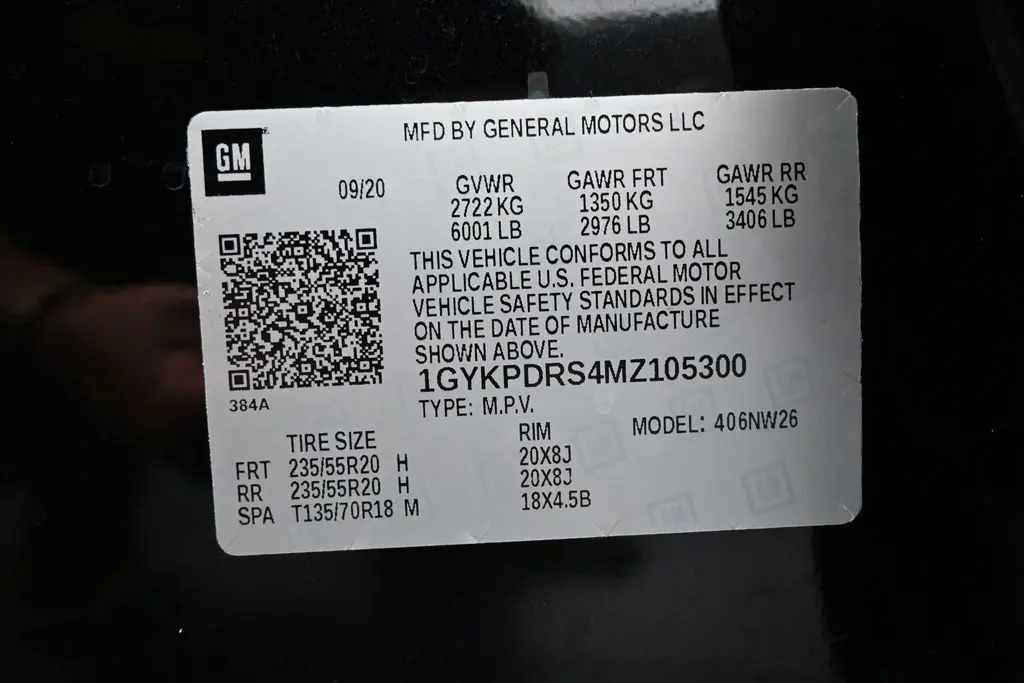 MFD BY GENERAL MOTORS LLC
GM
09/20
GVWR GAWR FRT GAWR RR
2722 KG 1350 KG 1545 KG
6001 LB 2976 LB 3406 LB
THIS VEHICLE CONFORMS TO ALL
APPLICABLE U.S. FEDERAL MOTOR
VEHICLE SAFETY STANDARDS IN EFFECT
ON THE DATE OF MANUFACTURE
SHOWN ABOVE.
1GYKPDRS4MZ105300
384A
TYPE: M.P.V.
MODEL: 406NW26
TIRE SIZE RIM
FRT 235/55R20 H 20X8J
RR 235/55R20 H 20X8J
SPA T135/70R18 M 18X4.5B